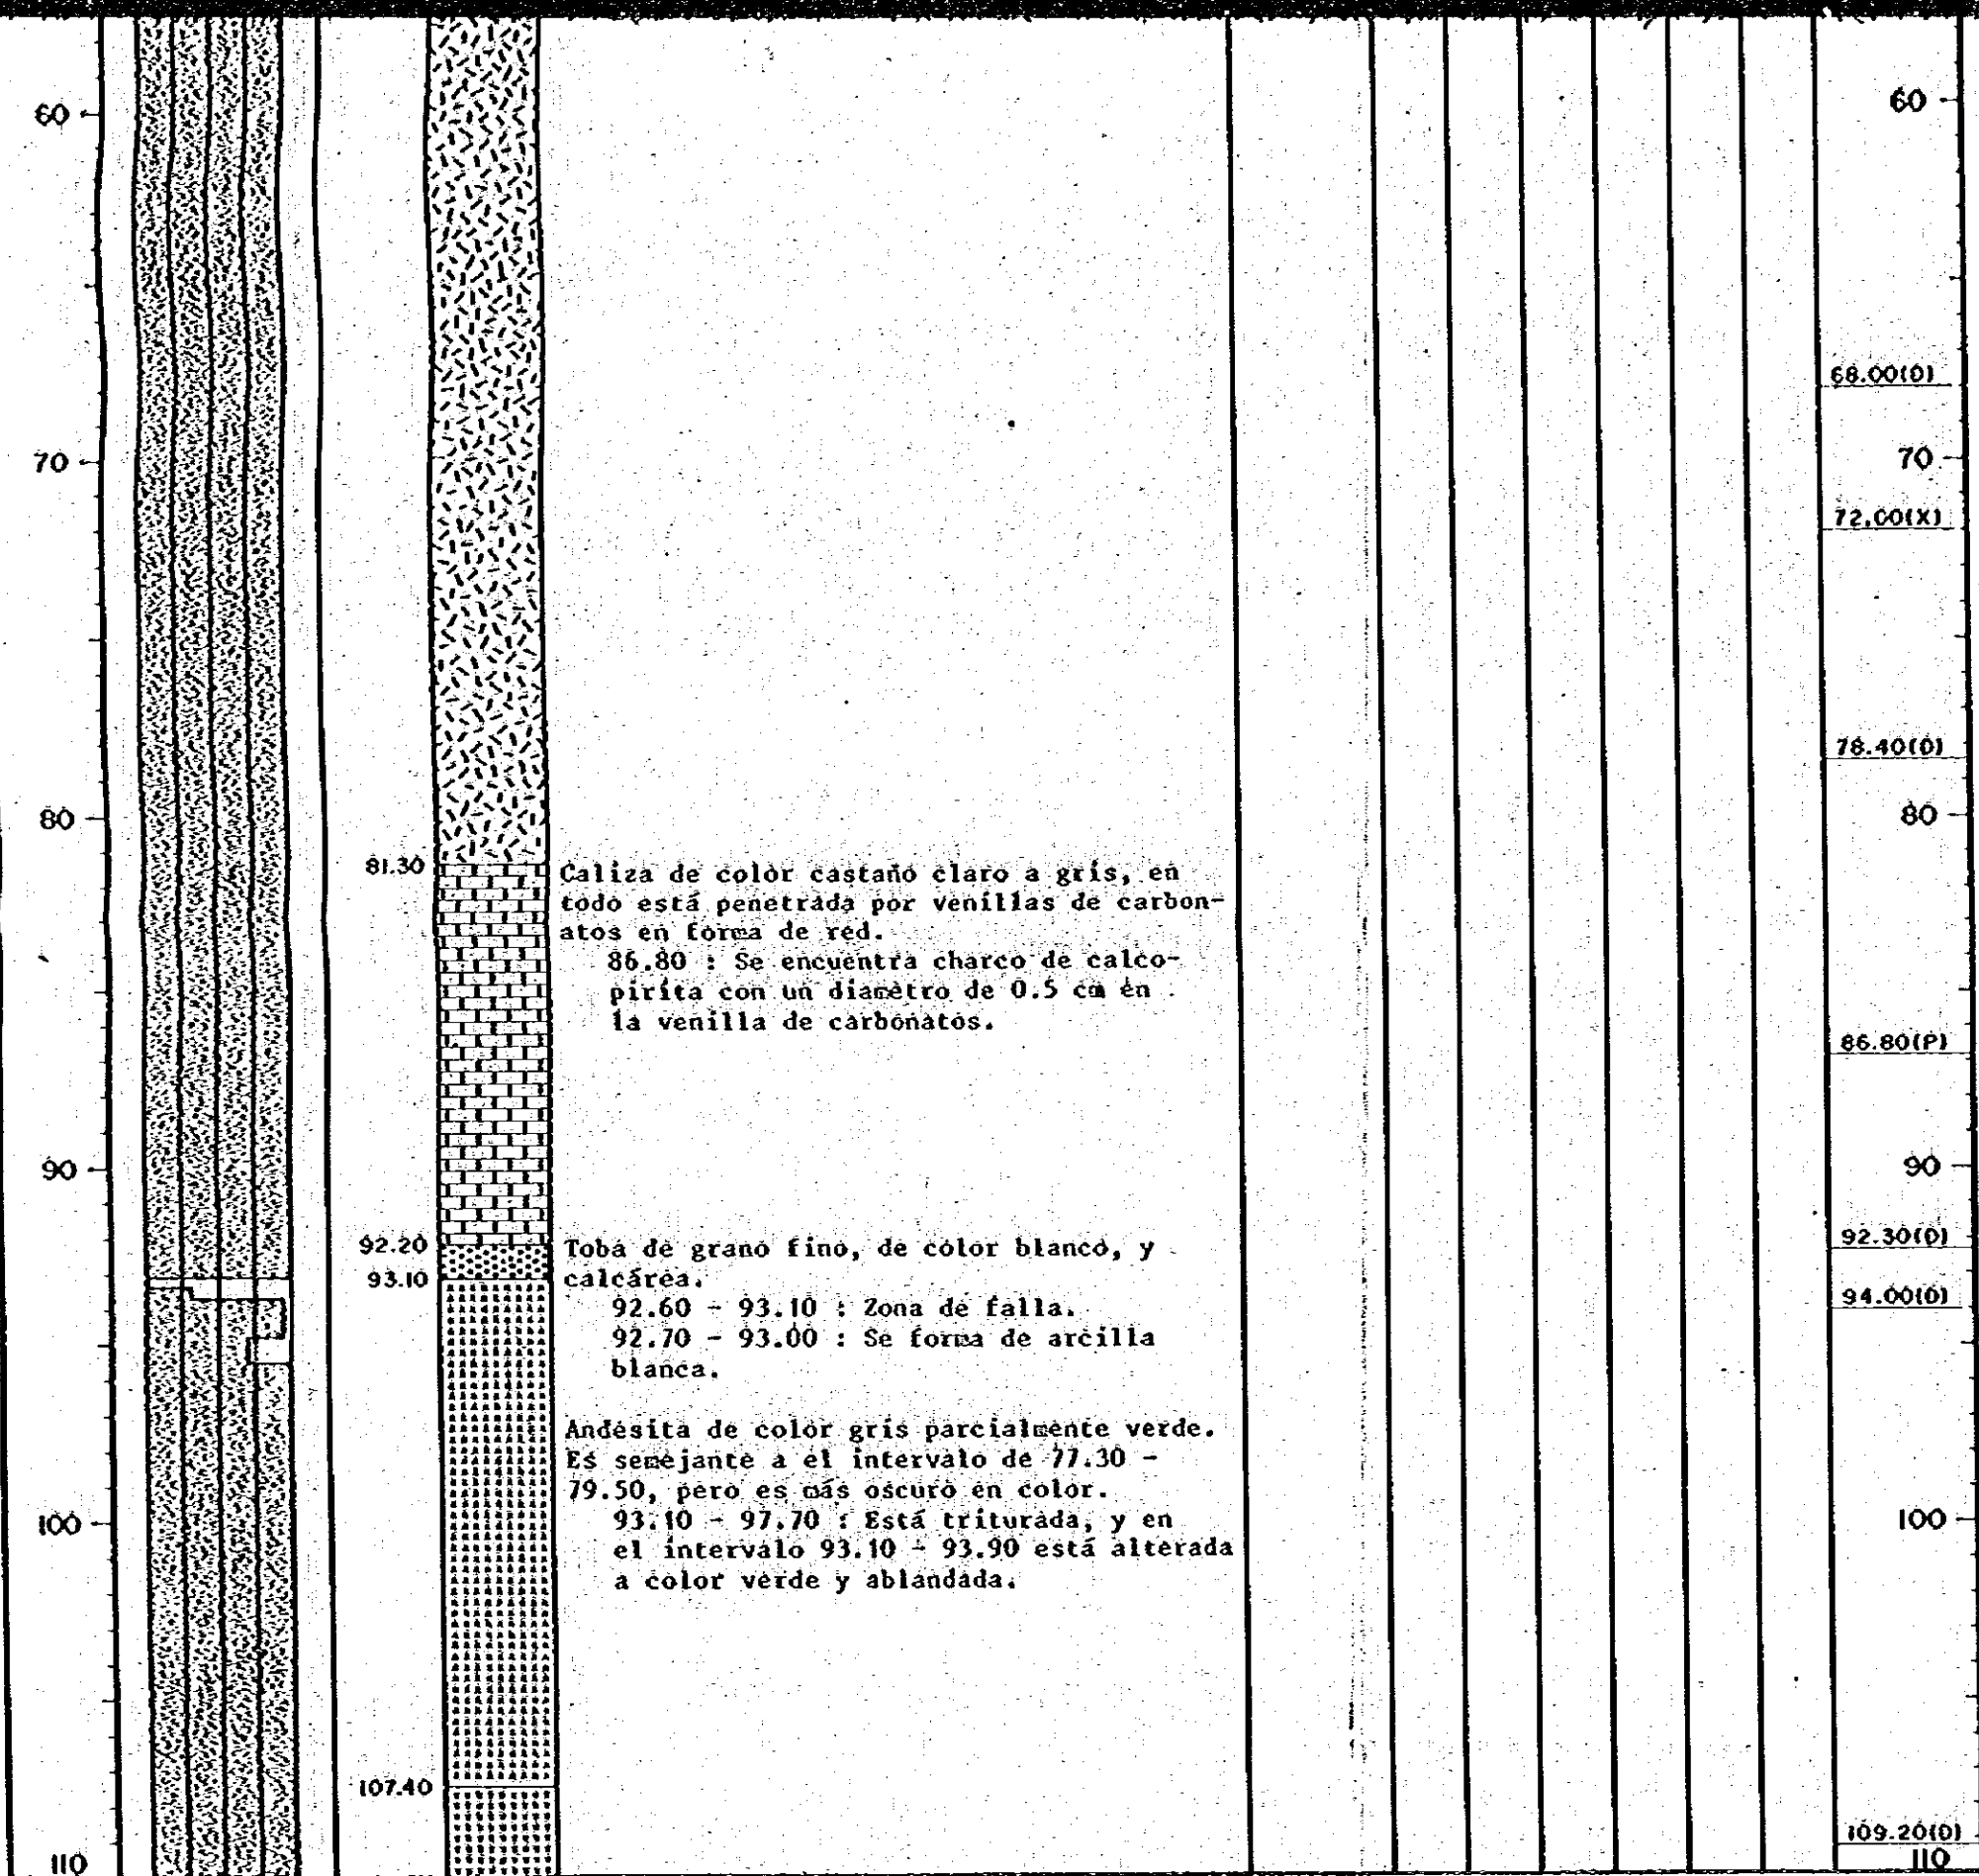 60
60
68.00(O)
70
70
72.00(X)
78.40(O)
80
80
81.30
Caliza de color castaño claro a gris, en
todo está penetrada por venillas de carbon-
atos en forma de red.
86.80 : Se encuentra charco de calco-
pirita con un diametro de 0.5 cm en
la venilla de carbonatos.
86.80(P)
90
90
92.20
Toba de grano fino, de color blanco, y
92.30(O)
93.10
calcárea.
92.60 - 93.10 : Zona de falla.
94.00(O)
92.70 - 93.00 : Se forma de arcilla
blanca.
Andesita de color gris parcialmente verde.
Es semejante a el intervalo de 77.30 -
79.50, pero es más oscuro en color.
100
93.10 - 97.70 : Está triturada, y en
100
el intervalo 93.10 - 93.90 está alterada
a color verde y ablandada.
107.40
109.20(O)
110
110